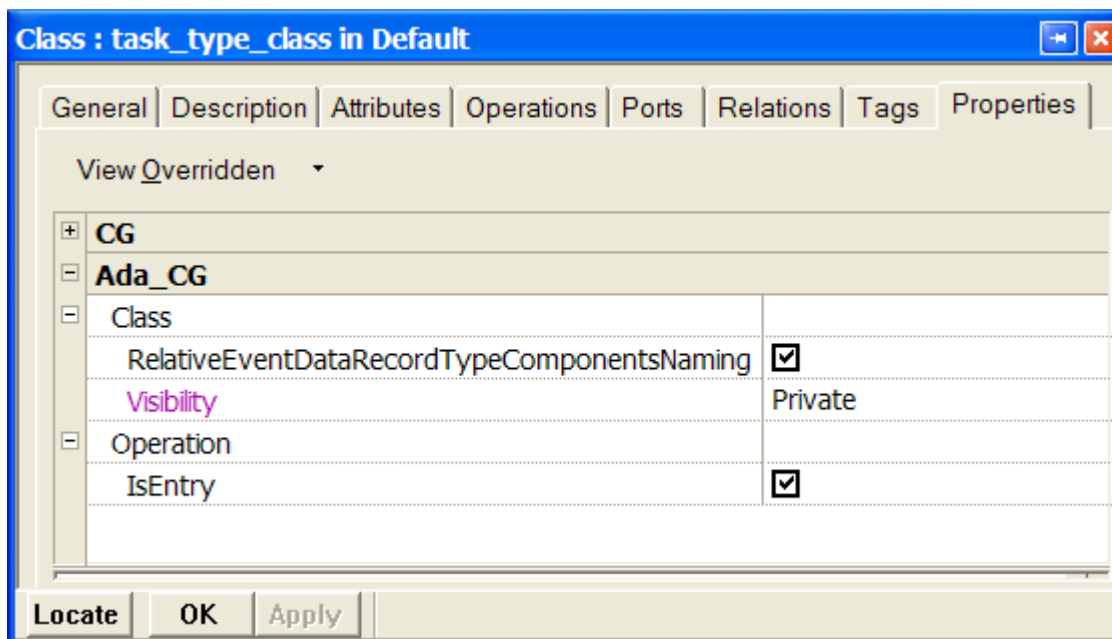 Class : task_type_class in Default
General Description Attributes Operations Ports Relations Tags Properties
View Overridden
CG
Ada_CG
Class
RelativeEventDataRecordTypeComponentsNaming
Visibility Private
Operation
IsEntry
Locate OK Apply